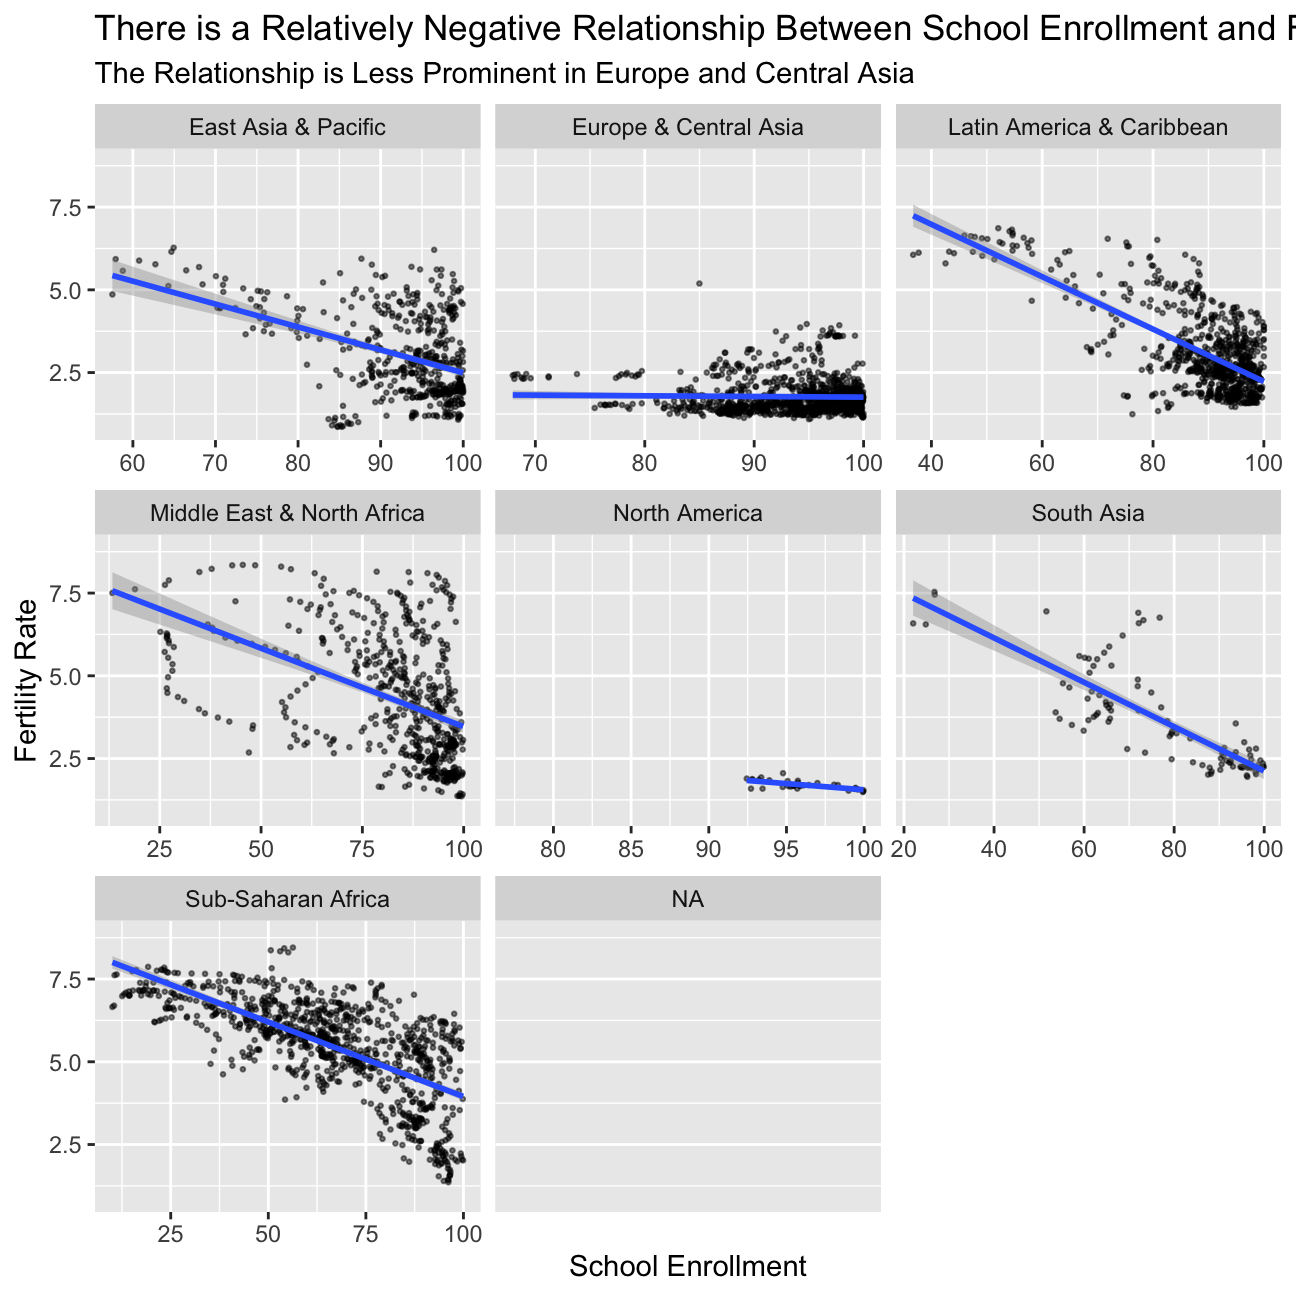 There is a Relatively Negative Relationship Between School Enrollment and
The Relationship is Less Prominent in Europe and Central Asia
East Asia & Pacific
Europe & Central Asia
Latin America & Caribbean
7.5
5.0
2.5
60 70 80 90 100
70 80 90 100
40 60 80 100
Middle East & North Africa
North America
South Asia
Fertility Rate
7.5
5.0
2.5
25 50 75 100
80 85 90 95 100
20 40 60 80 100
Sub-Saharan Africa
NA
7.5
5.0
2.5
25 50 75 100
School Enrollment